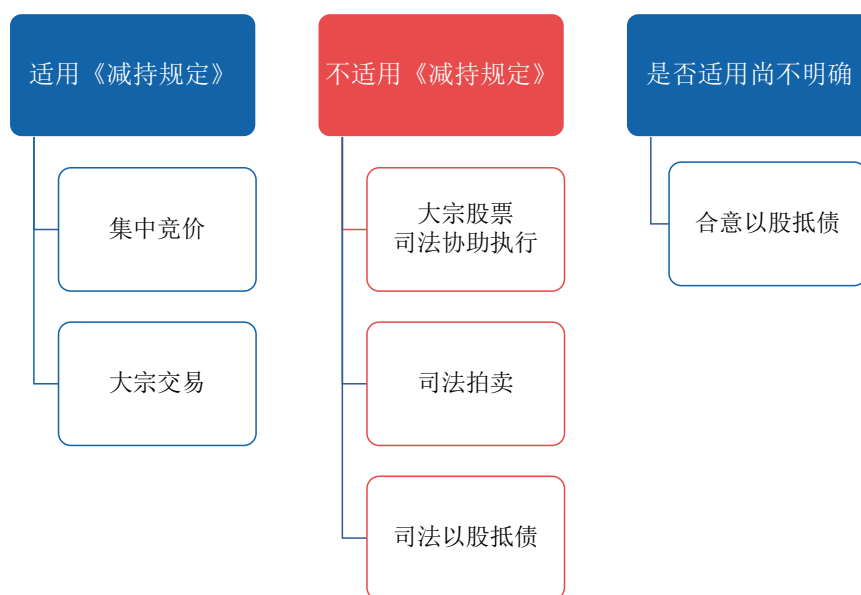 适用《减持规定》
集中竞价
大宗交易
不适用《减持规定》
大宗股票
司法协助执行
司法拍卖
司法以股抵债
是否适用尚不明确
合意以股抵债